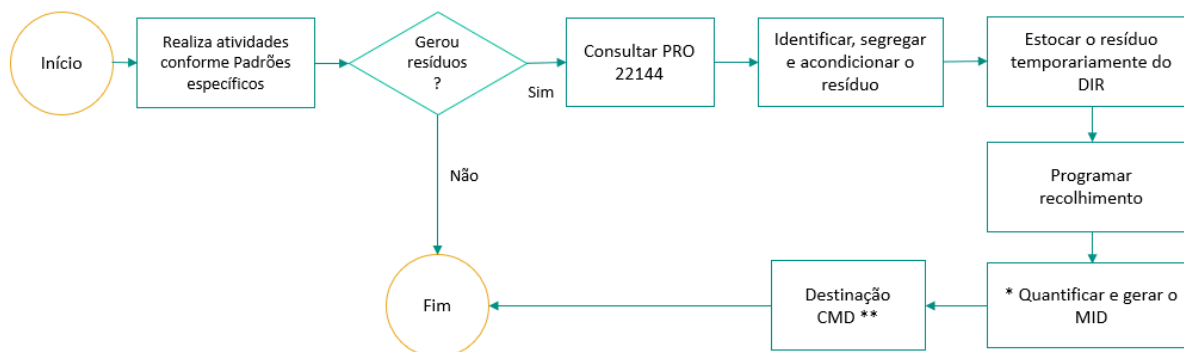 Início
Realiza atividades
conforme Padrões
específicos
Gerou
resíduos
?
Sim
Não
Consultar PRO
22144
Identificar, segregar
e acondicionar o
resíduo
Estocar o resíduo
temporariamente do
DIR
Programar
recolhimento
* Quantificar e gerar o
MID
Destinação
CMD **
Fim